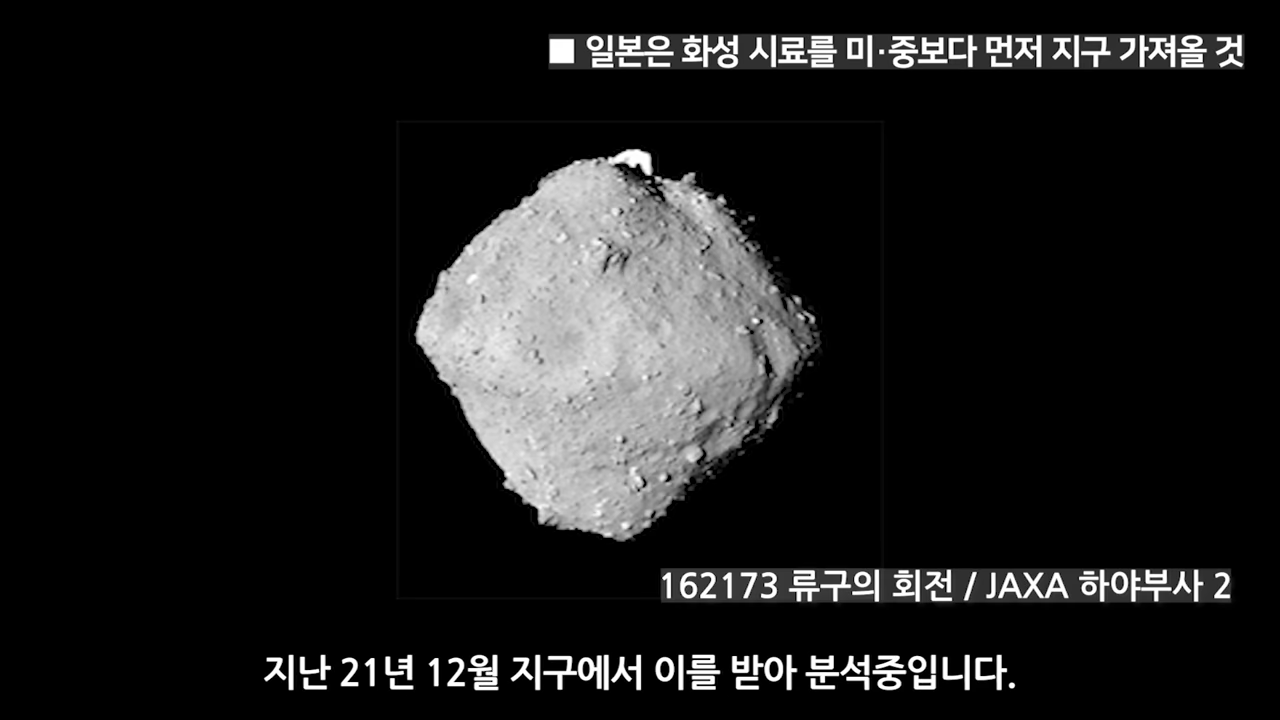 ■ 일본은 화성 시료를 미·중보다 먼저 지구 가져올 것
162173 류구의 회전 / JAXA 하야부사 2
지난 21년 12월 지구에서 이를 받아 분석중입니다.